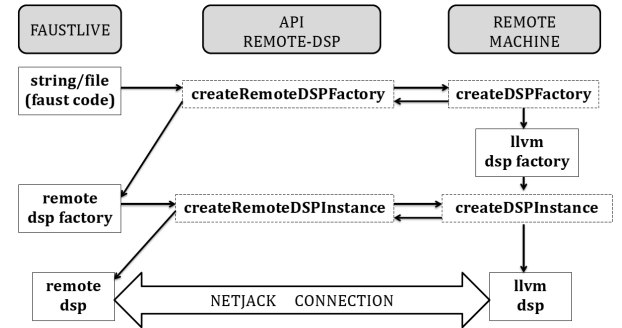 FAUSTLIVE
API
REMOTE-DSP
REMOTE
MACHINE
string/file
(faust code)
createRemoteDSPFactory
createDSPFactory
llvm
dsp factory
remote
dsp factory
createRemoteDSPInstance
createDSPInstance
remote
dsp
NETJACK CONNECTION
llvm
dsp